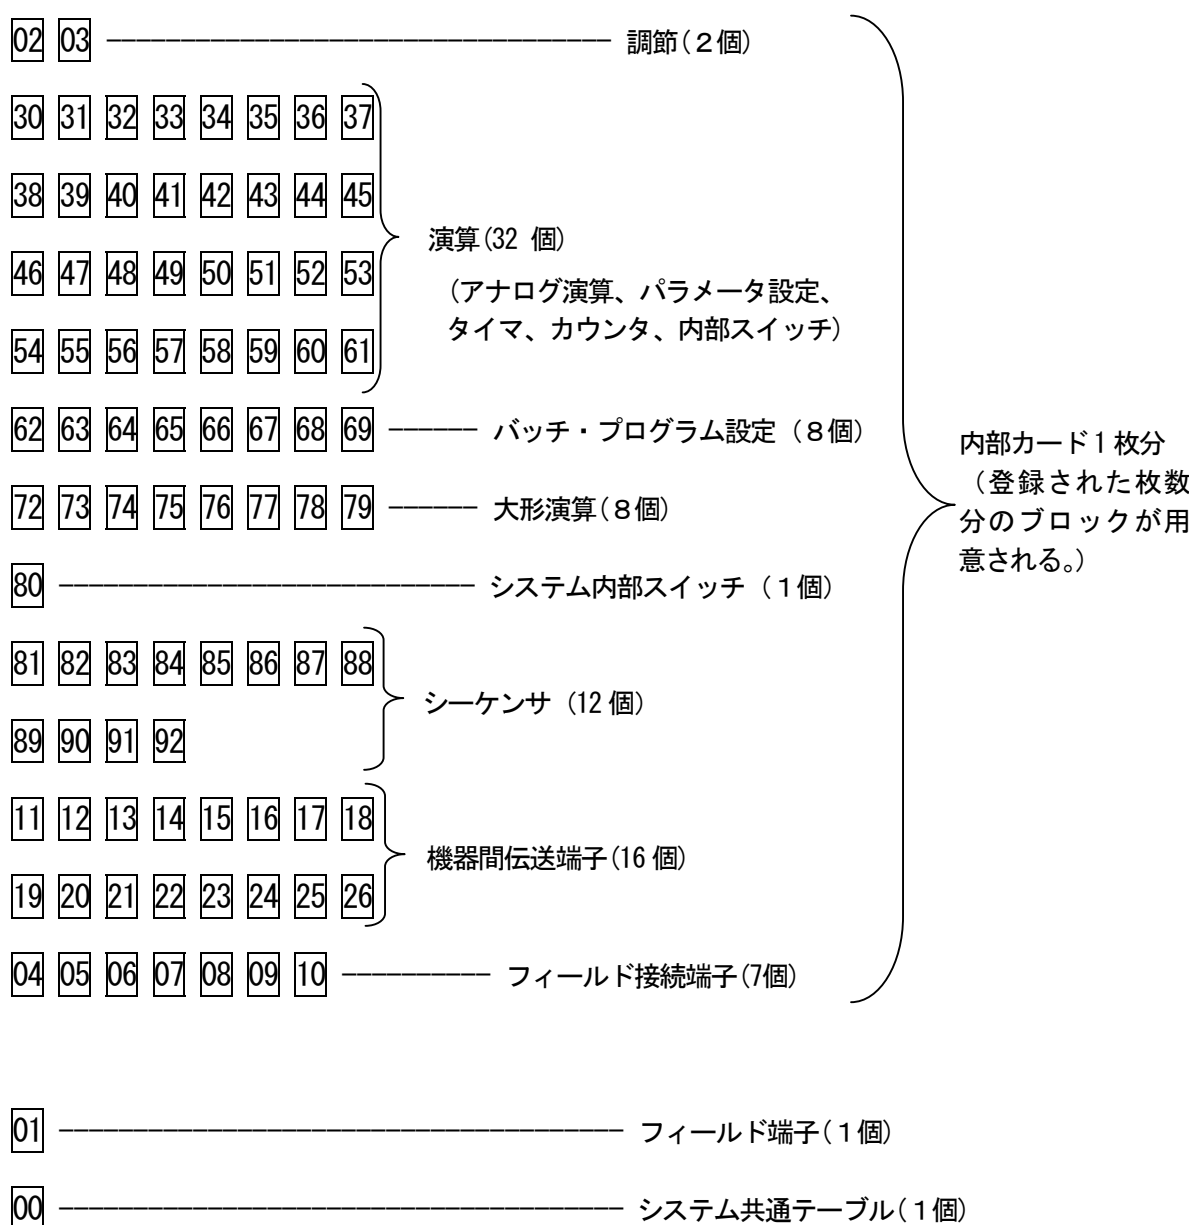 02 03 調節(2個)
30 31 32 33 34 35 36 37
38 39 40 41 42 43 44 45
演算(32 個)
46 47 48 49 50 51 52 53
(アナログ演算、パラメータ設定、
タイマ、カウンタ、内部スイッチ)
54 55 56 57 58 59 60 61
62 63 64 65 66 67 68 69 バッチ・プログラム設定 (8個)
72 73 74 75 76 77 78 79 大形演算(8個)
80 システム内部スイッチ (1個)
81 82 83 84 85 86 87 88
シーケンサ (12個)
89 90 91 92
11 12 13 14 15 16 17 18
機器間伝送端子(16個)
19 20 21 22 23 24 25 26
04 05 06 07 08 09 10 フィールド接続端子(7個)
内部カード1枚分
(登録された枚数
分のブロックが用
意される。)
01 フィールド端子(1個)
00 システム共通テーブル(1個)